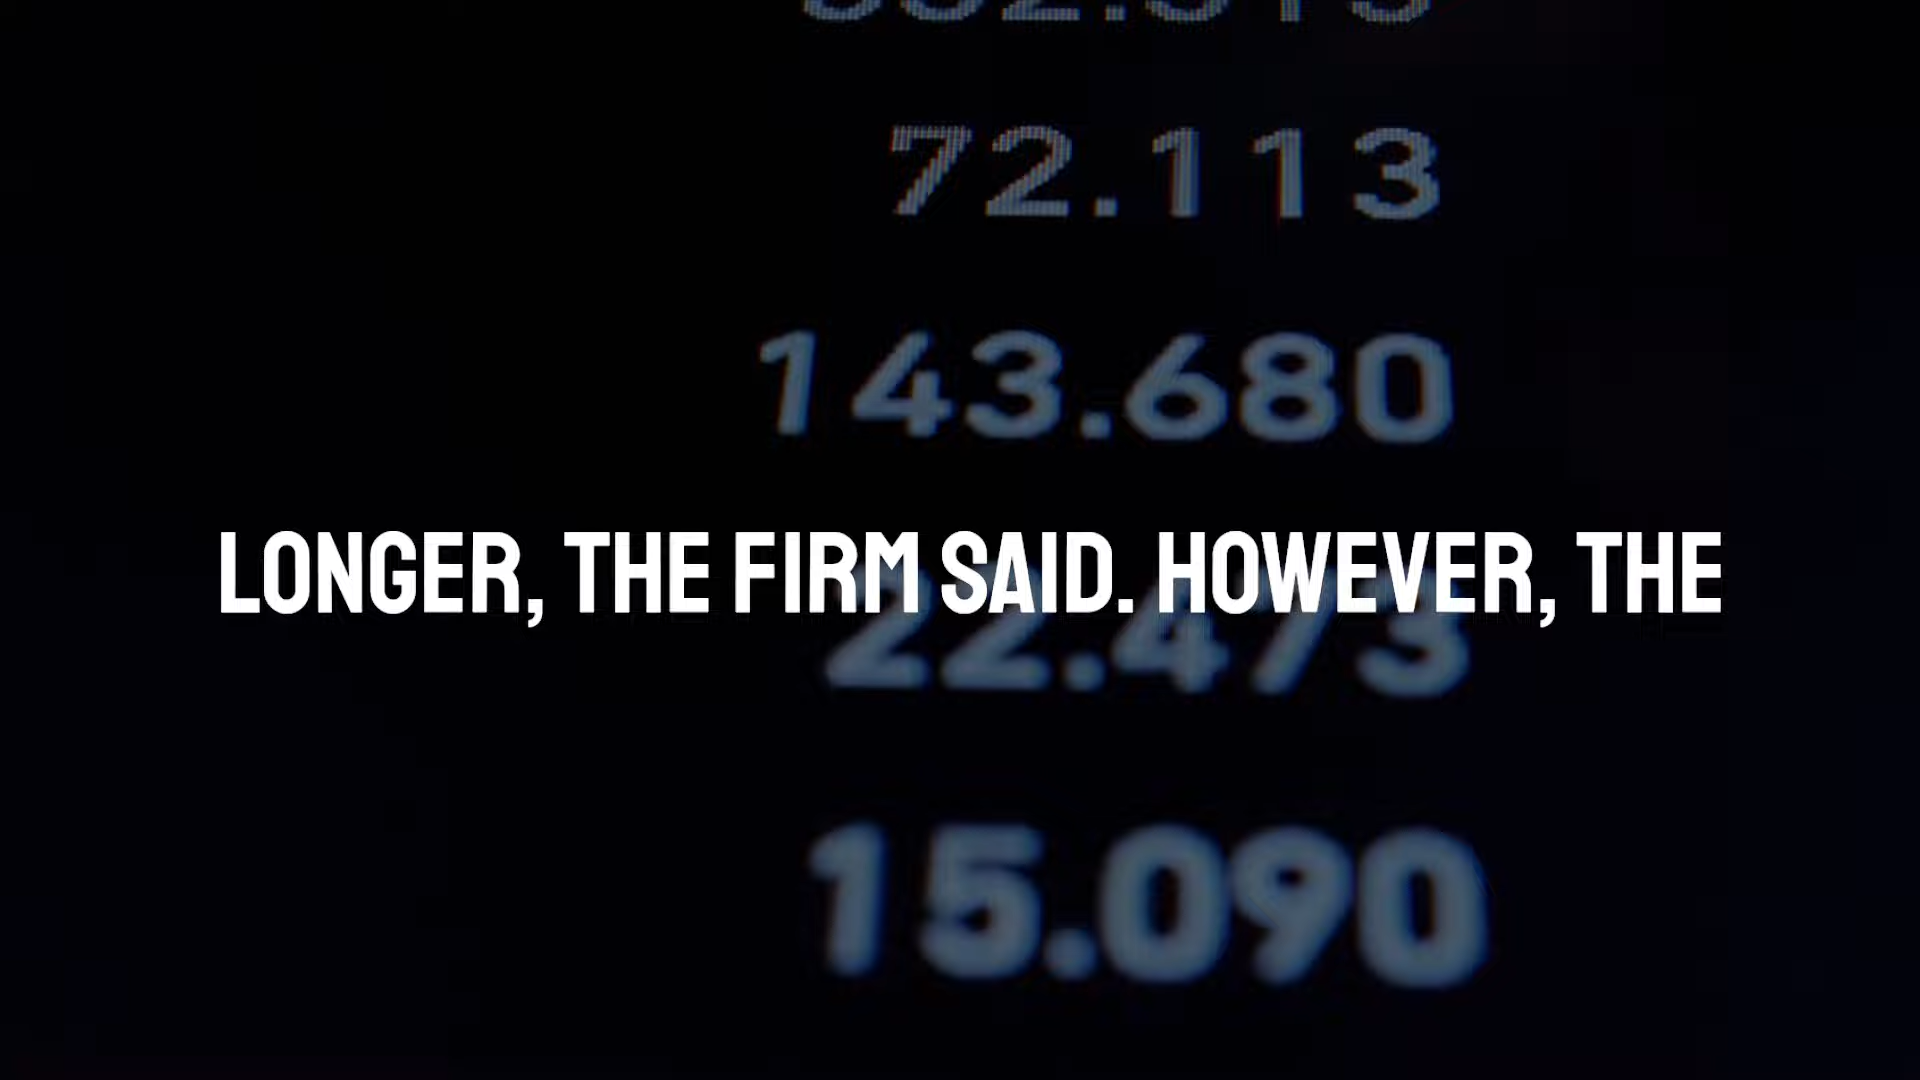 72.113
143.680
LONGER, THE FIRM SAID. HOWEVER, THE
22.473
15.090